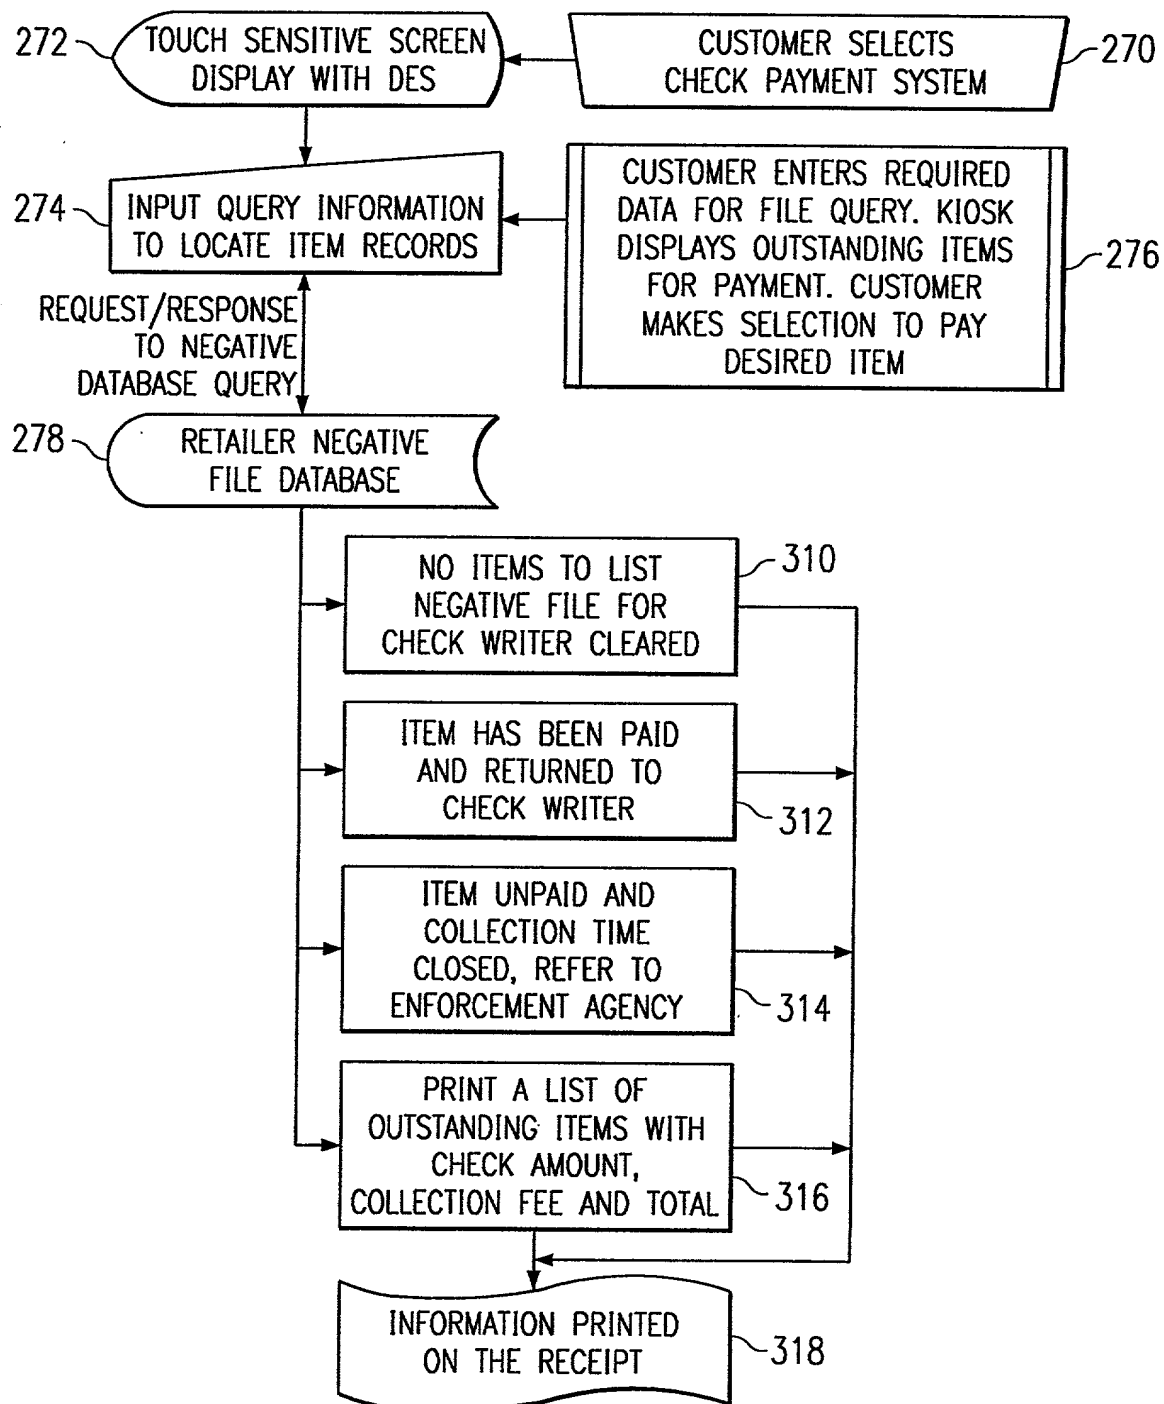 272
TOUCH SENSITIVE SCREEN
DISPLAY WITH DES
CUSTOMER SELECTS
CHECK PAYMENT SYSTEM
270
274
INPUT QUERY INFORMATION
TO LOCATE ITEM RECORDS
CUSTOMER ENTERS REQUIRED
DATA FOR FILE QUERY. KIOSK
DISPLAYS OUTSTANDING ITEMS
FOR PAYMENT. CUSTOMER
MAKES SELECTION TO PAY
DESIRED ITEM
276
REQUEST/RESPONSE
TO NEGATIVE
DATABASE QUERY
278
RETAILER NEGATIVE
FILE DATABASE
NO ITEMS TO LIST
NEGATIVE FILE FOR
CHECK WRITER CLEARED
310
ITEM HAS BEEN PAID
AND RETURNED TO
CHECK WRITER
312
ITEM UNPAID AND
COLLECTION TIME
CLOSED, REFER TO
ENFORCEMENT AGENCY
314
PRINT A LIST OF
OUTSTANDING ITEMS WITH
CHECK AMOUNT,
COLLECTION FEE AND TOTAL
316
INFORMATION PRINTED
ON THE RECEIPT
318